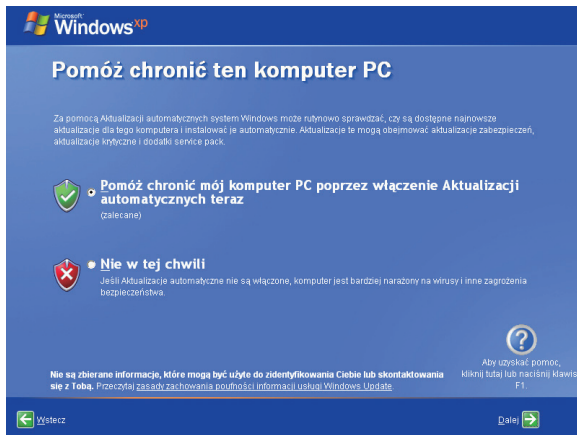 Microsoft
Windows xp
Pomóż chronić ten komputer PC
Za pomocą Aktualizacji automatycznych system Windows może rutynowo sprawdzać, czy są dostępne najnowsze
aktualizacje dla tego komputera i instalować je automatycznie. Aktualizacje te mogą obejmować aktualizacje zabezpieczeń,
aktualizacje krytyczne i dodatki service pack.
Pomóż chronić mój komputer PC poprzez włączenie Aktualizacji
automatycznych teraz
(zalecane)
Nie w tej chwili
Jeśli Aktualizacje automatyczne nie są włączone, komputer jest bardziej narażony na wirusy i inne zagrożenia
bezpieczeństwa.
Aby uzyskać pomoc,
kliknij tutaj lub naciśnij klawis
F1.
Nie są zbierane informacje, które mogą być użyte do zidentyfikowania Ciebie lub skontaktowania
się z Tobą. Przeczytaj zasady zachowania poufności informacji usługi Windows Update.
Wstecz
Dalej